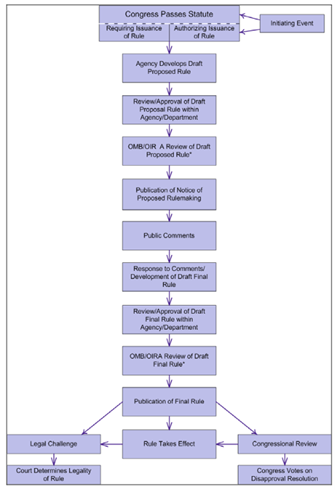 Congress Passes Statute
Initiating Event
Requiring Issuance
of Rule
Authorizing Issuance
of Rule
Agency Develops Draft
Proposed Rule
Review/Approval of Draft
Proposal Rule within
Agency/Department
OMB/OIR A Review of Draft
Proposed Rule*
Publication of Notice of
Proposed Rulemaking
Public Comments
Response to Comments/
Development of Draft Final
Rule
Review/Approval of Draft
Final Rule within
Agency/Department
OMB/OIRA Review of Draft
Final Rule*
Publication of Final Rule
Legal Challenge
Rule Takes Effect
Congressional Review
Court Determines Legality
of Rule
Congress Votes on
Disapproval Resolution